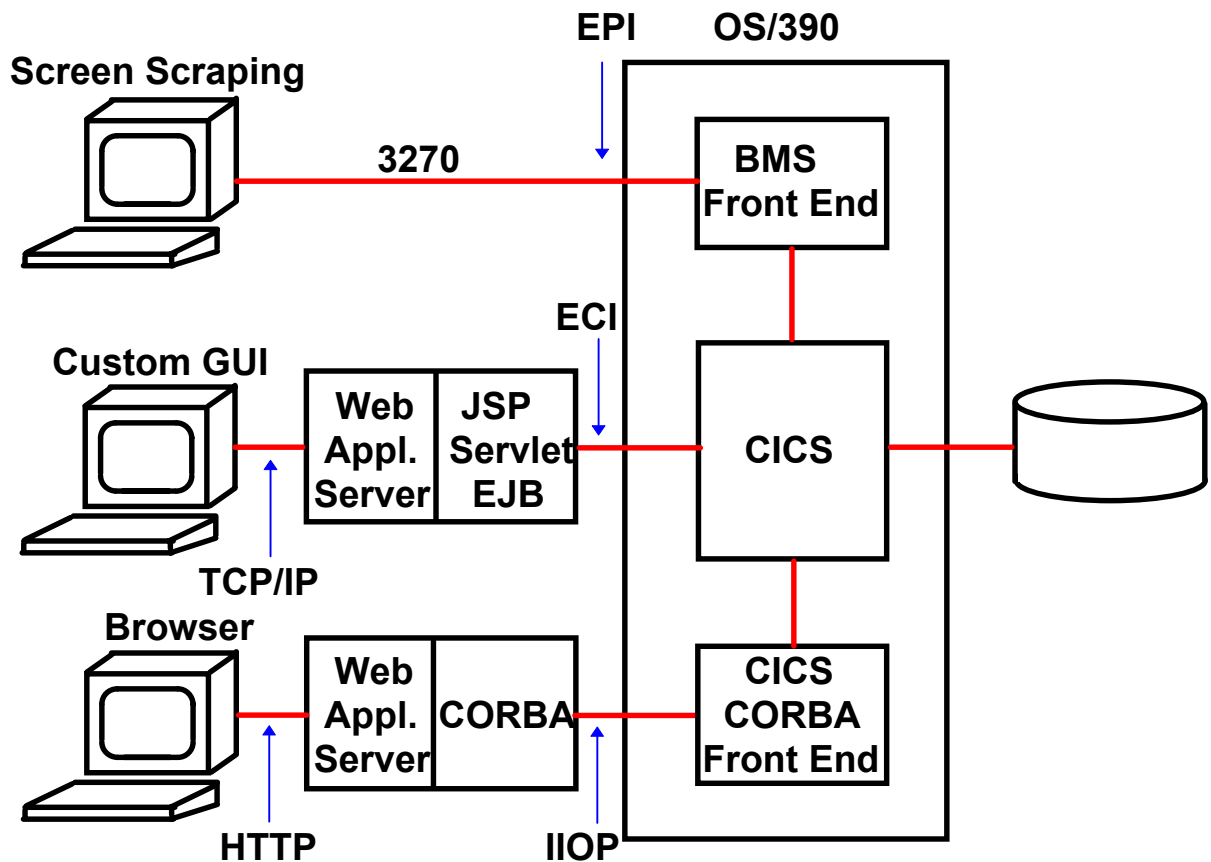 EPI
OS/390
Screen Scraping
3270
BMS
Front End
ECI
Custom GUI
Web
Appl.
Server
JSP
Servlet
EJB
CICS
TCP/IP
Browser
Web
Appl.
Server
CORBA
CICS
CORBA
Front End
HTTP
IIOP